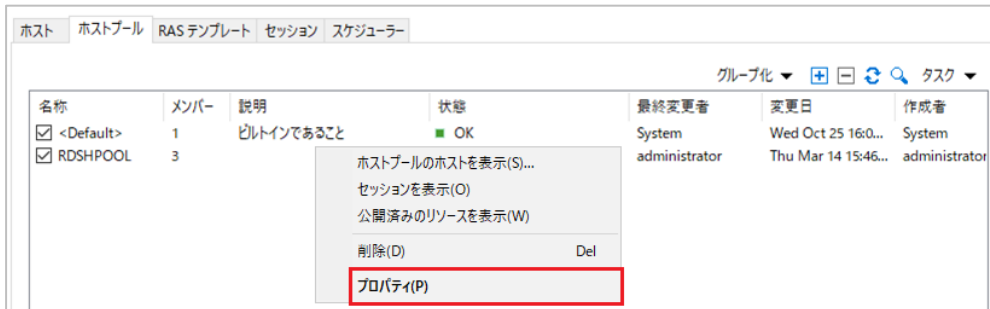 ホスト ホストプール RAS テンプレート セッション スケジューラー
グループ化 タスク
名称 メンバー 説明 状態 最終変更者 変更日 作成者
<Default> 1 ビルトインであること OK System Wed Oct 25 16:0... System
RDSHPOOL 3 administrator Thu Mar 14 15:46... administrator
ホストプールのホストを表示(S)...
セッションを表示(O)
公開済みのリソースを表示(W)
削除(D) Del
プロパティ(P)